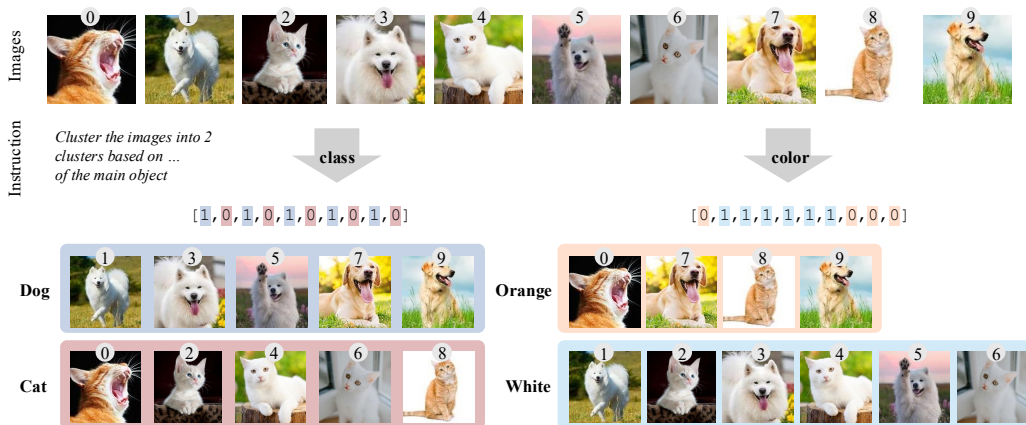 Images
0 1 2 3 4 5 6 7 8 9
Instruction
Cluster the images into 2
clusters based on ...
of the main object
class
color
[1,0,1,0,1,0,1,0,1,0]
[0,1,1,1,1,1,1,0,0,0]
Dog
1 3 5 7 9
Orange
0 7 8 9
Cat
0 2 4 6 8
White
1 2 3 4 5 6